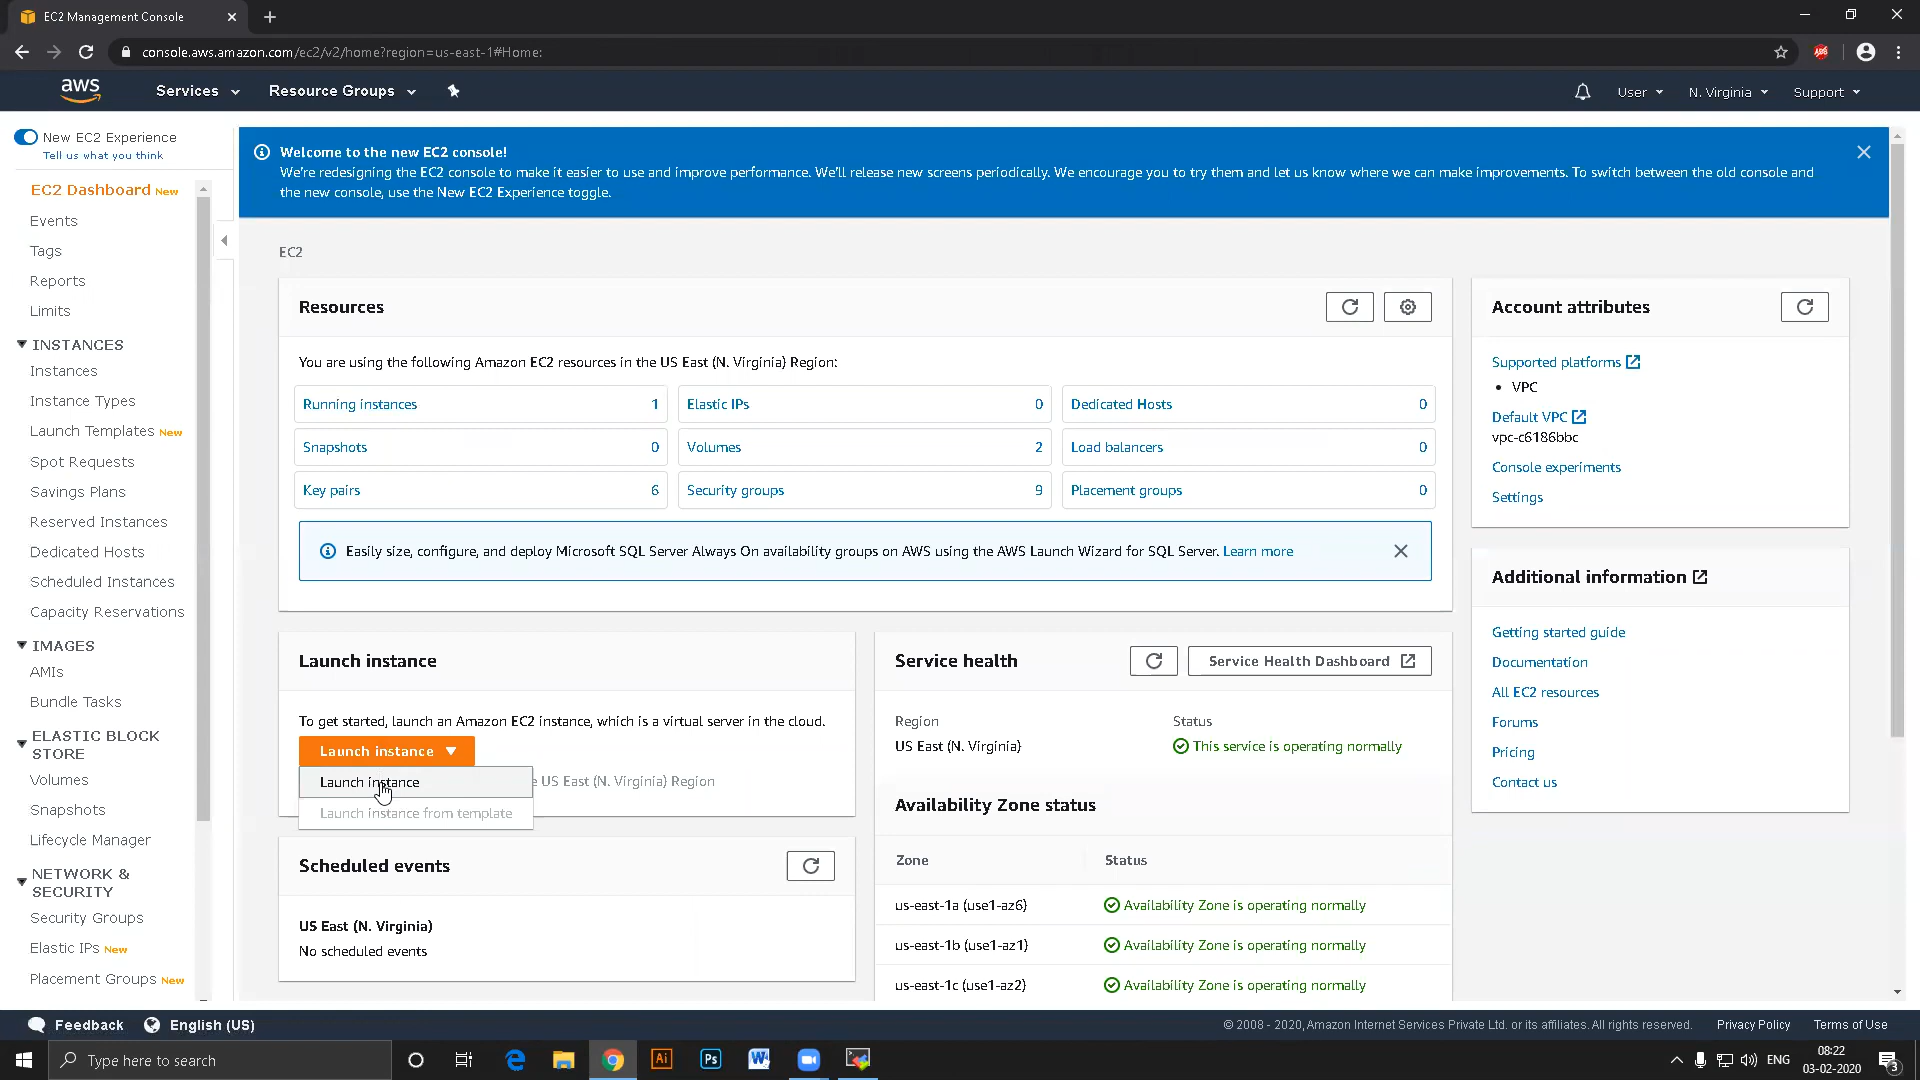 EC2 Management Console
console.aws.amazon.com/ec2/v2/home?region=us-east-1#Home:
aws
Services
Resource Groups
User
N. Virginia
Support
New EC2 Experience
Tell us what you think
EC2 Dashboard New
Events
Tags
Reports
Limits
INSTANCES
Instances
Instance Types
Launch Templates New
Spot Requests
Savings Plans
Reserved Instances
Dedicated Hosts
Scheduled Instances
Capacity Reservations
IMAGES
AMIs
Bundle Tasks
ELASTIC BLOCK
STORE
Volumes
Snapshots
Lifecycle Manager
NETWORK &
SECURITY
Security Groups
Elastic IPs New
Placement Groups New
Welcome to the new EC2 console!
We're redesigning the EC2 console to make it easier to use and improve performance. We'll release new screens periodically. We encourage you to try them and let us know where we can make improvements. To switch between the old console and
the new console, use the New EC2 Experience toggle.
EC2
Resources
You are using the following Amazon EC2 resources in the US East (N. Virginia) Region:
Running instances 1
Elastic IPs 0
Dedicated Hosts 0
Snapshots 0
Volumes 2
Load balancers 0
Key pairs 6
Security groups 9
Placement groups 0
Easily size, configure, and deploy Microsoft SQL Server Always On availability groups on AWS using the AWS Launch Wizard for SQL Server. Learn more
Launch instance
To get started, launch an Amazon EC2 instance, which is a virtual server in the cloud.
Launch instance
Launch instance
e US East (N. Virginia) Region
Launch instance from template
Scheduled events
US East (N. Virginia)
No scheduled events
Service health
Service Health Dashboard
Region
Status
US East (N. Virginia)
This service is operating normally
Availability Zone status
Zone
Status
us-east-1a (use1-az6)
Availability Zone is operating normally
us-east-1b (use1-az1)
Availability Zone is operating normally
us-east-1c (use1-az2)
Availability Zone is operating normally
Account attributes
Supported platforms
• VPC
Default VPC
vpc-c6186bbc
Console experiments
Settings
Additional information
Getting started guide
Documentation
All EC2 resources
Forums
Pricing
Contact us
Feedback
English (US)
© 2008 - 2020, Amazon Internet Services Private Ltd. or its affiliates. All rights reserved.
Privacy Policy
Terms of Use
Type here to search
Ai
Ps
W
ENG
08:22
03-02-2020
3